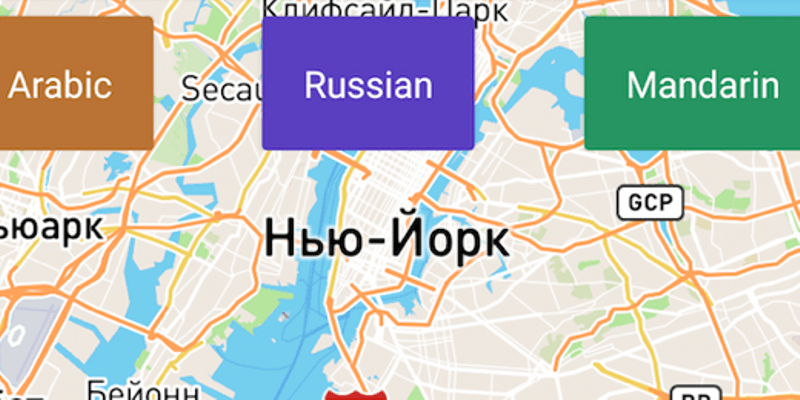 Клифсайд-Парк
Arabic
Secau
Russian
Mandarin
GCP
ьюарк
Нью-Йорк
Бейонн